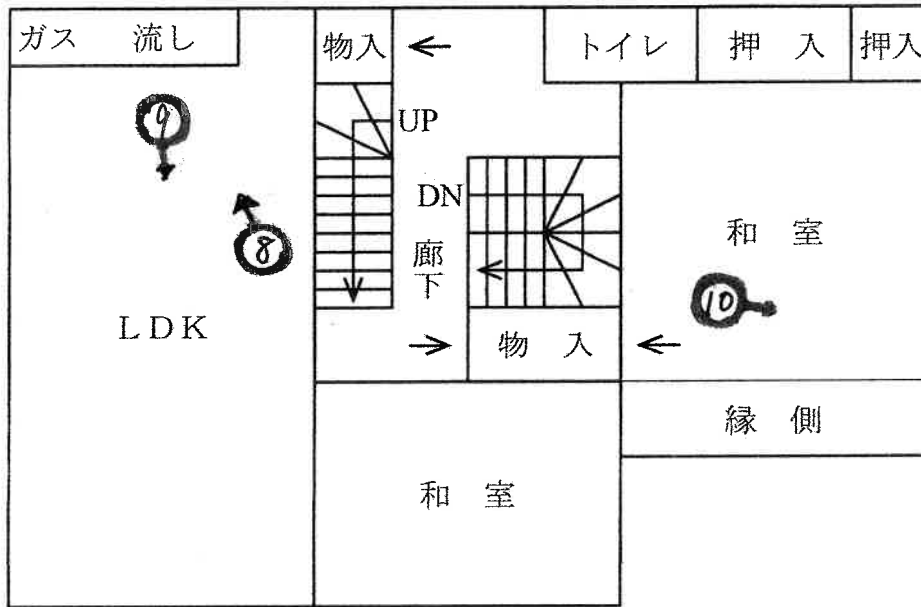 ガス 流し
物入
トイレ
押 入
押入
UP
DN
廊下
和 室
LDK
物 入
縁 側
和 室
9
8
10